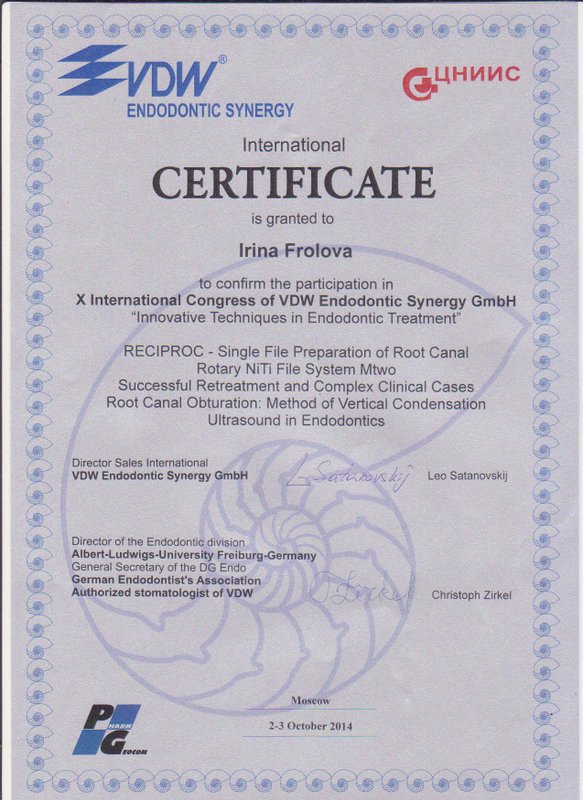 VDW®
ENDODONTIC SYNERGY
ЦНИИС
International
CERTIFICATE
is granted to
Irina Frolova
to confirm the participation in
X International Congress of VDW Endodontic Synergy GmbH
“Innovative Techniques in Endodontic Treatment”
RECIPROC - Single File Preparation of Root Canal
Rotary NiTi File System Mtwo
Successful Retreatment and Complex Clinical Cases
Root Canal Obturation: Method of Vertical Condensation
Ultrasound in Endodontics
Director Sales International
VDW Endodontic Synergy GmbH
L Satanovskij
Leo Satanovskij
Director of the Endodontic division
Albert-Ludwigs-University Freiburg-Germany
General Secretary of the DG Endo
German Endodontist's Association
Authorized stomatologist of VDW
Christoph Zirkel
Moscow
2-3 October 2014
PHARM
GEOCOM